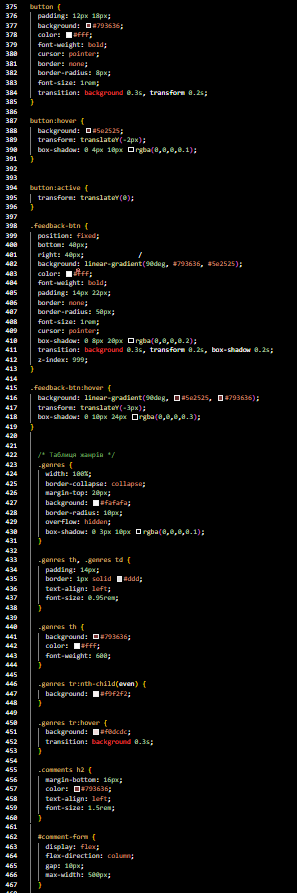 375 button {
376 padding: 12px 18px;
377 background: #793636;
378 color: #fff;
379 font-weight: bold;
380 cursor: pointer;
381 border: none;
382 border-radius: 8px;
383 font-size: 1rem;
384 transition: background 0.3s, transform 0.2s;
385 }
386
387 button:hover {
388 background: #5e2525;
389 transform: translateY(-2px);
390 box-shadow: 0 4px 10px rgba(0,0,0,0.1);
391 }
392
393
394 button:active {
395 transform: translateY(0);
396 }
397
398 .feedback-btn {
399 position: fixed;
400 bottom: 40px;
401 right: 40px; /
402 background: linear-gradient(90deg, #793636, #5e2525);
403 color: #fff;
404 font-weight: bold;
405 padding: 14px 22px;
406 border: none;
407 border-radius: 50px;
408 font-size: 1rem;
409 cursor: pointer;
410 box-shadow: 0 8px 20px rgba(0,0,0,0.2);
411 transition: background 0.3s, transform 0.2s, box-shadow 0.2s;
412 z-index: 999;
413 }
414
415 .feedback-btn:hover {
416 background: linear-gradient(90deg, #5e2525, #793636);
417 transform: translateY(-3px);
418 box-shadow: 0 10px 24px rgba(0,0,0,0.3);
419 }
420
421
422 /* Таблиця жанрів */
423 .genres {
424 width: 100%;
425 border-collapse: collapse;
426 margin-top: 20px;
427 background: #fafafa;
428 border-radius: 10px;
429 overflow: hidden;
430 box-shadow: 0 3px 10px rgba(0,0,0,0.1);
431 }
432
433 .genres th, .genres td {
434 padding: 14px;
435 border: 1px solid #ddd;
436 text-align: left;
437 font-size: 0.95rem;
438 }
439
440 .genres th {
441 background: #793636;
442 color: #fff;
443 font-weight: 600;
444 }
445
446 .genres tr:nth-child(even) {
447 background: #f9f2f2;
448 }
449
450 .genres tr:hover {
451 background: #f0dcdc;
452 transition: background 0.3s;
453 }
454
455 .comments h2 {
456 margin-bottom: 16px;
457 color: #793636;
458 text-align: left;
459 font-size: 1.5rem;
460 }
461
462 #comment-form {
463 display: flex;
464 flex-direction: column;
465 gap: 10px;
466 max-width: 500px;
467 }